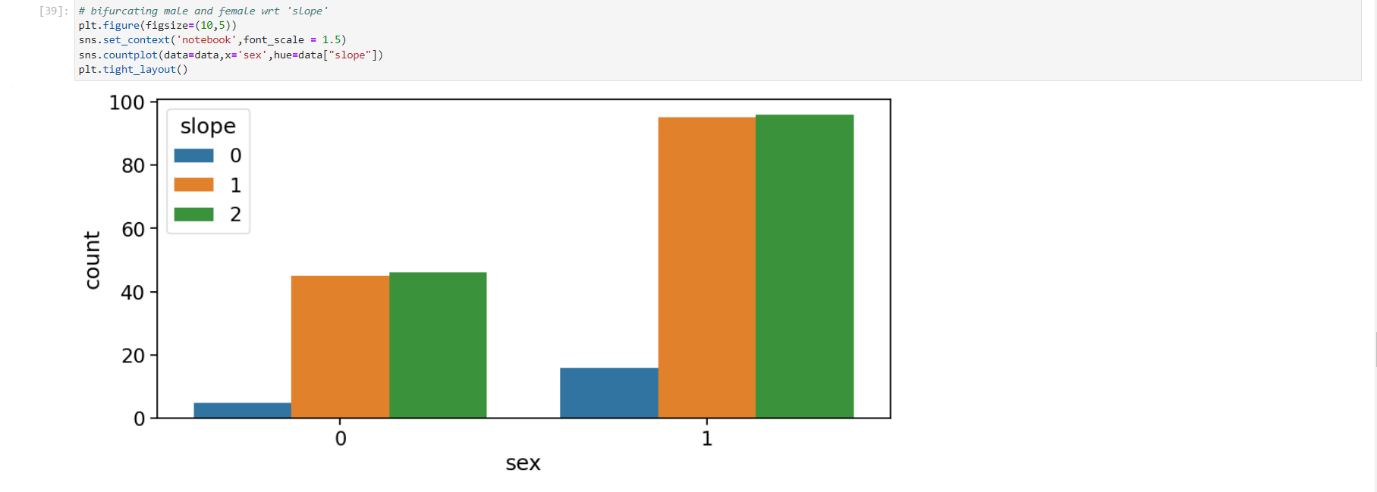 [39]: # bifurcating male and female wrt 'slope'
plt.figure(figsize=(10,5))
sns.set_context('notebook',font_scale = 1.5)
sns.countplot(data=data,x='sex',hue=data["slope"])
plt.tight_layout()
100
80
60
40
20
0
count
slope
0
1
2
0 1
sex